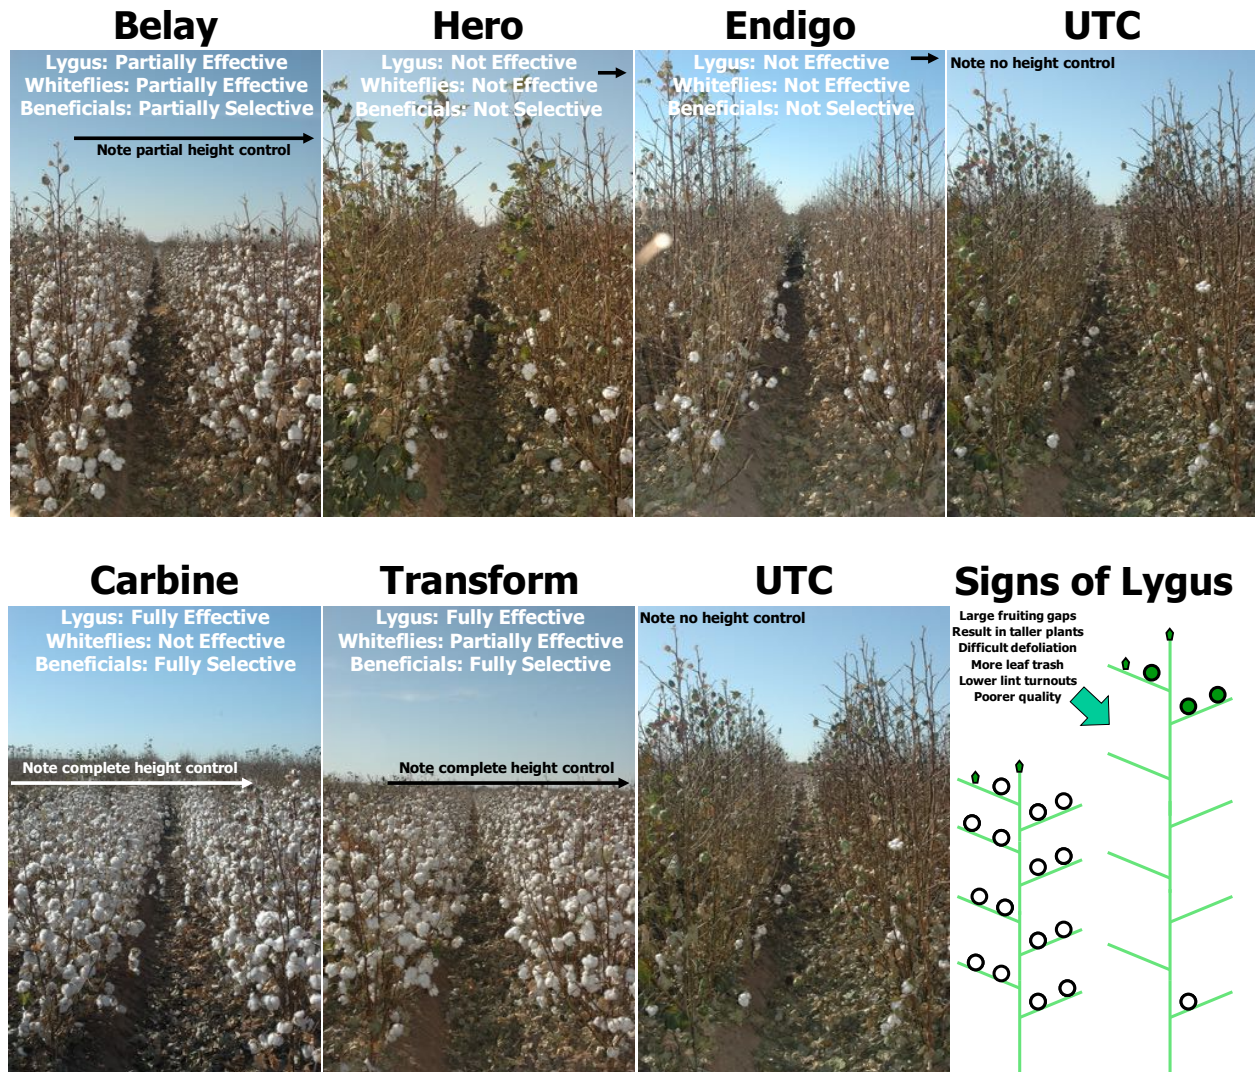 Belay
Lygus: Partially Effective
Whiteflies: Partially Effective
Beneficials: Partially Selective
Note partial height control
Hero
Lygus: Not Effective
Whiteflies: Not Effective
Beneficials: Not Selective
Endigo
Lygus: Not Effective
Whiteflies: Not Effective
Beneficials: Not Selective
UTC
Note no height control
Carbine
Lygus: Fully Effective
Whiteflies: Not Effective
Beneficials: Fully Selective
Note complete height control
Transform
Lygus: Fully Effective
Whiteflies: Partially Effective
Beneficials: Fully Selective
Note complete height control
UTC
Note no height control
Signs of Lygus
Large fruiting gaps
Result in taller plants
Difficult defoliation
More leaf trash
Lower lint turnouts
Poorer quality